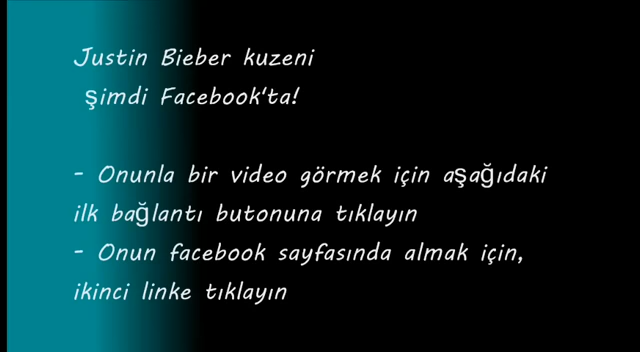 Justin Bieber kuzeni
şimdi Facebook'ta!
- Onunla bir video görmek için aşağıdaki
ilk bağlantı butonuna tıklayın
- Onun facebook sayfasında almak için,
ikinci linke tıklayın